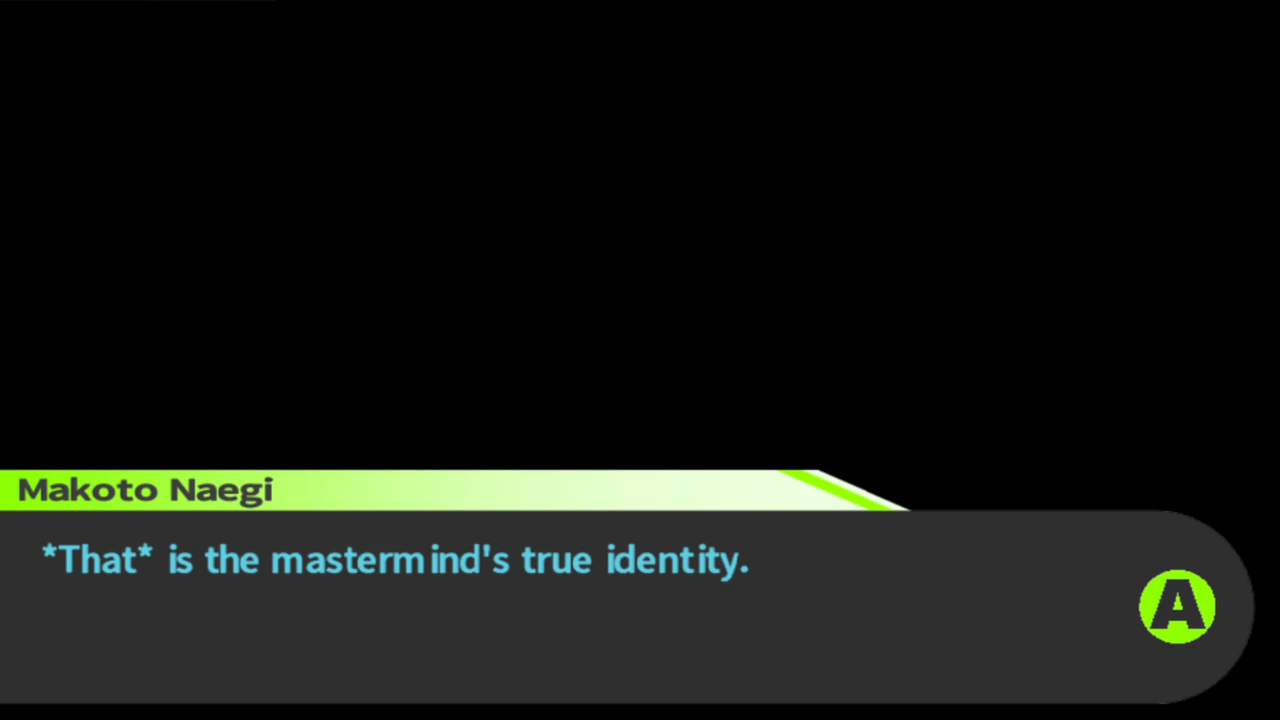 Makoto Naegi
*That* is the mastermind's true identity.
A